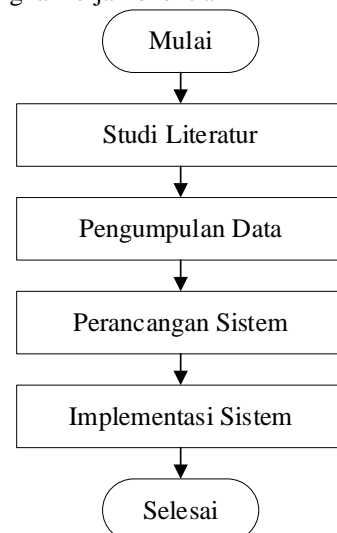 Mulai
Studi Literatur
Pengumpulan Data
Perancangan Sistem
Implementasi Sistem
Selesai